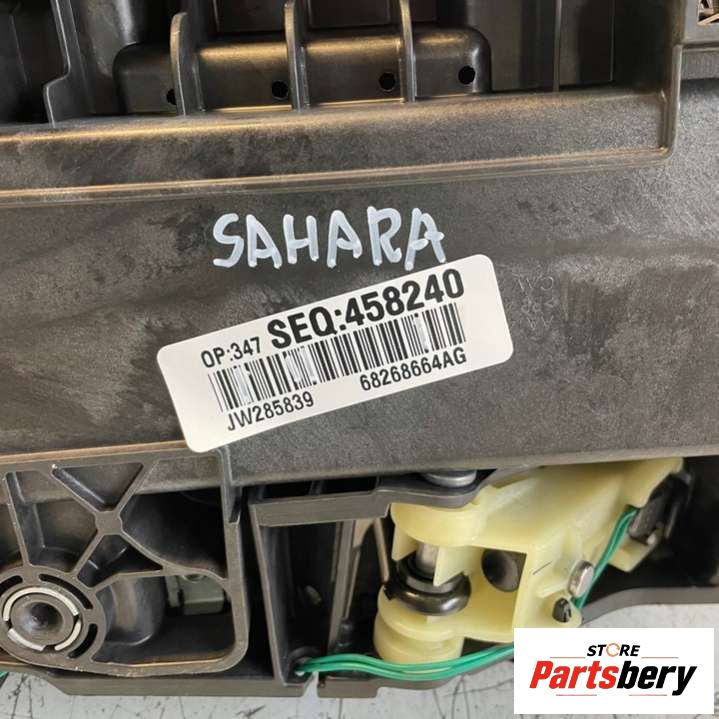 SAHARA
OP:347 SEQ:458240
JW285839 68268664AG
STORE
Partsbery